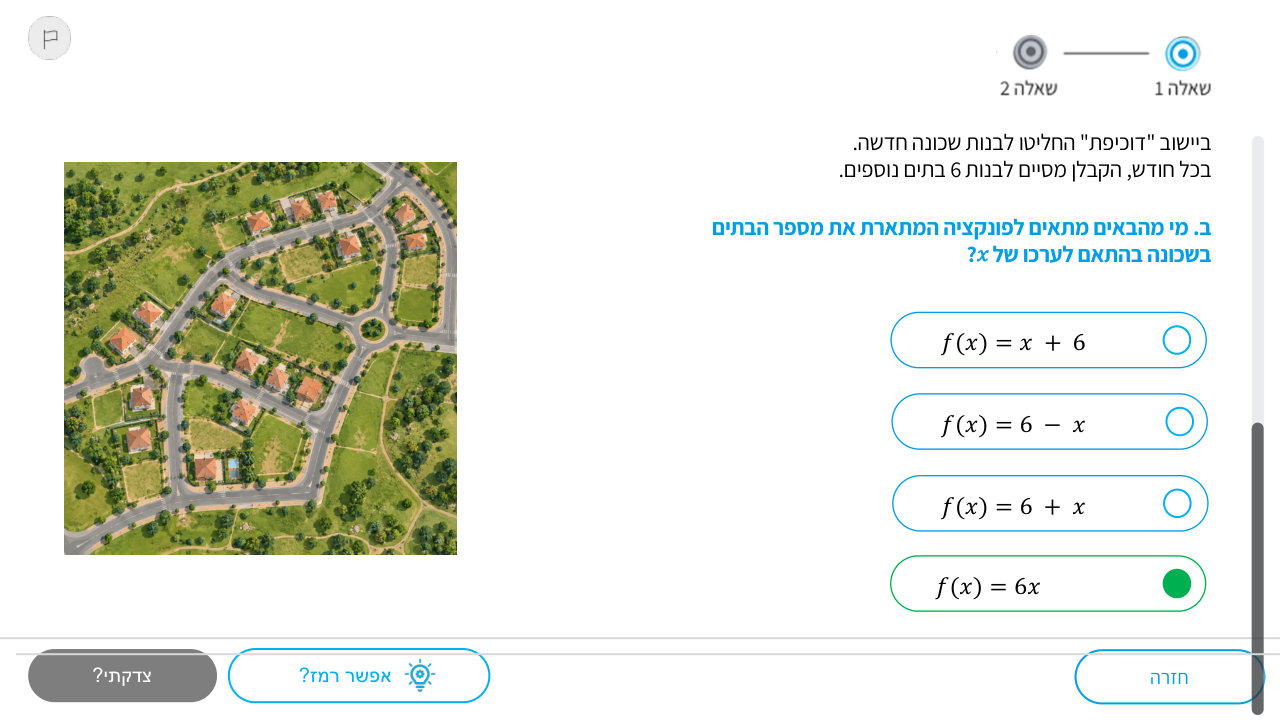 שאלה 1
שאלה 2
ביישוב "דוכיפת" החליטו לבנות שכונה חדשה.
בכל חודש, הקבלן מסיים לבנות 6 בתים נוספים.
ב. מי מהבאים מתאים לפונקציה המתארת את מספר הבתים
בשכונה בהתאם לערכו של x?
f(x) = x + 6
f(x) = 6 − x
f(x) = 6 + x
f(x) = 6x
חזרה
אפשר רמז?
צדקתי?